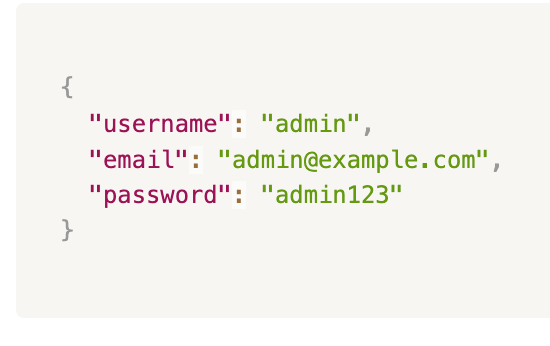 {
"username": "admin",
"email": "admin@example.com",
"password": "admin123"
}